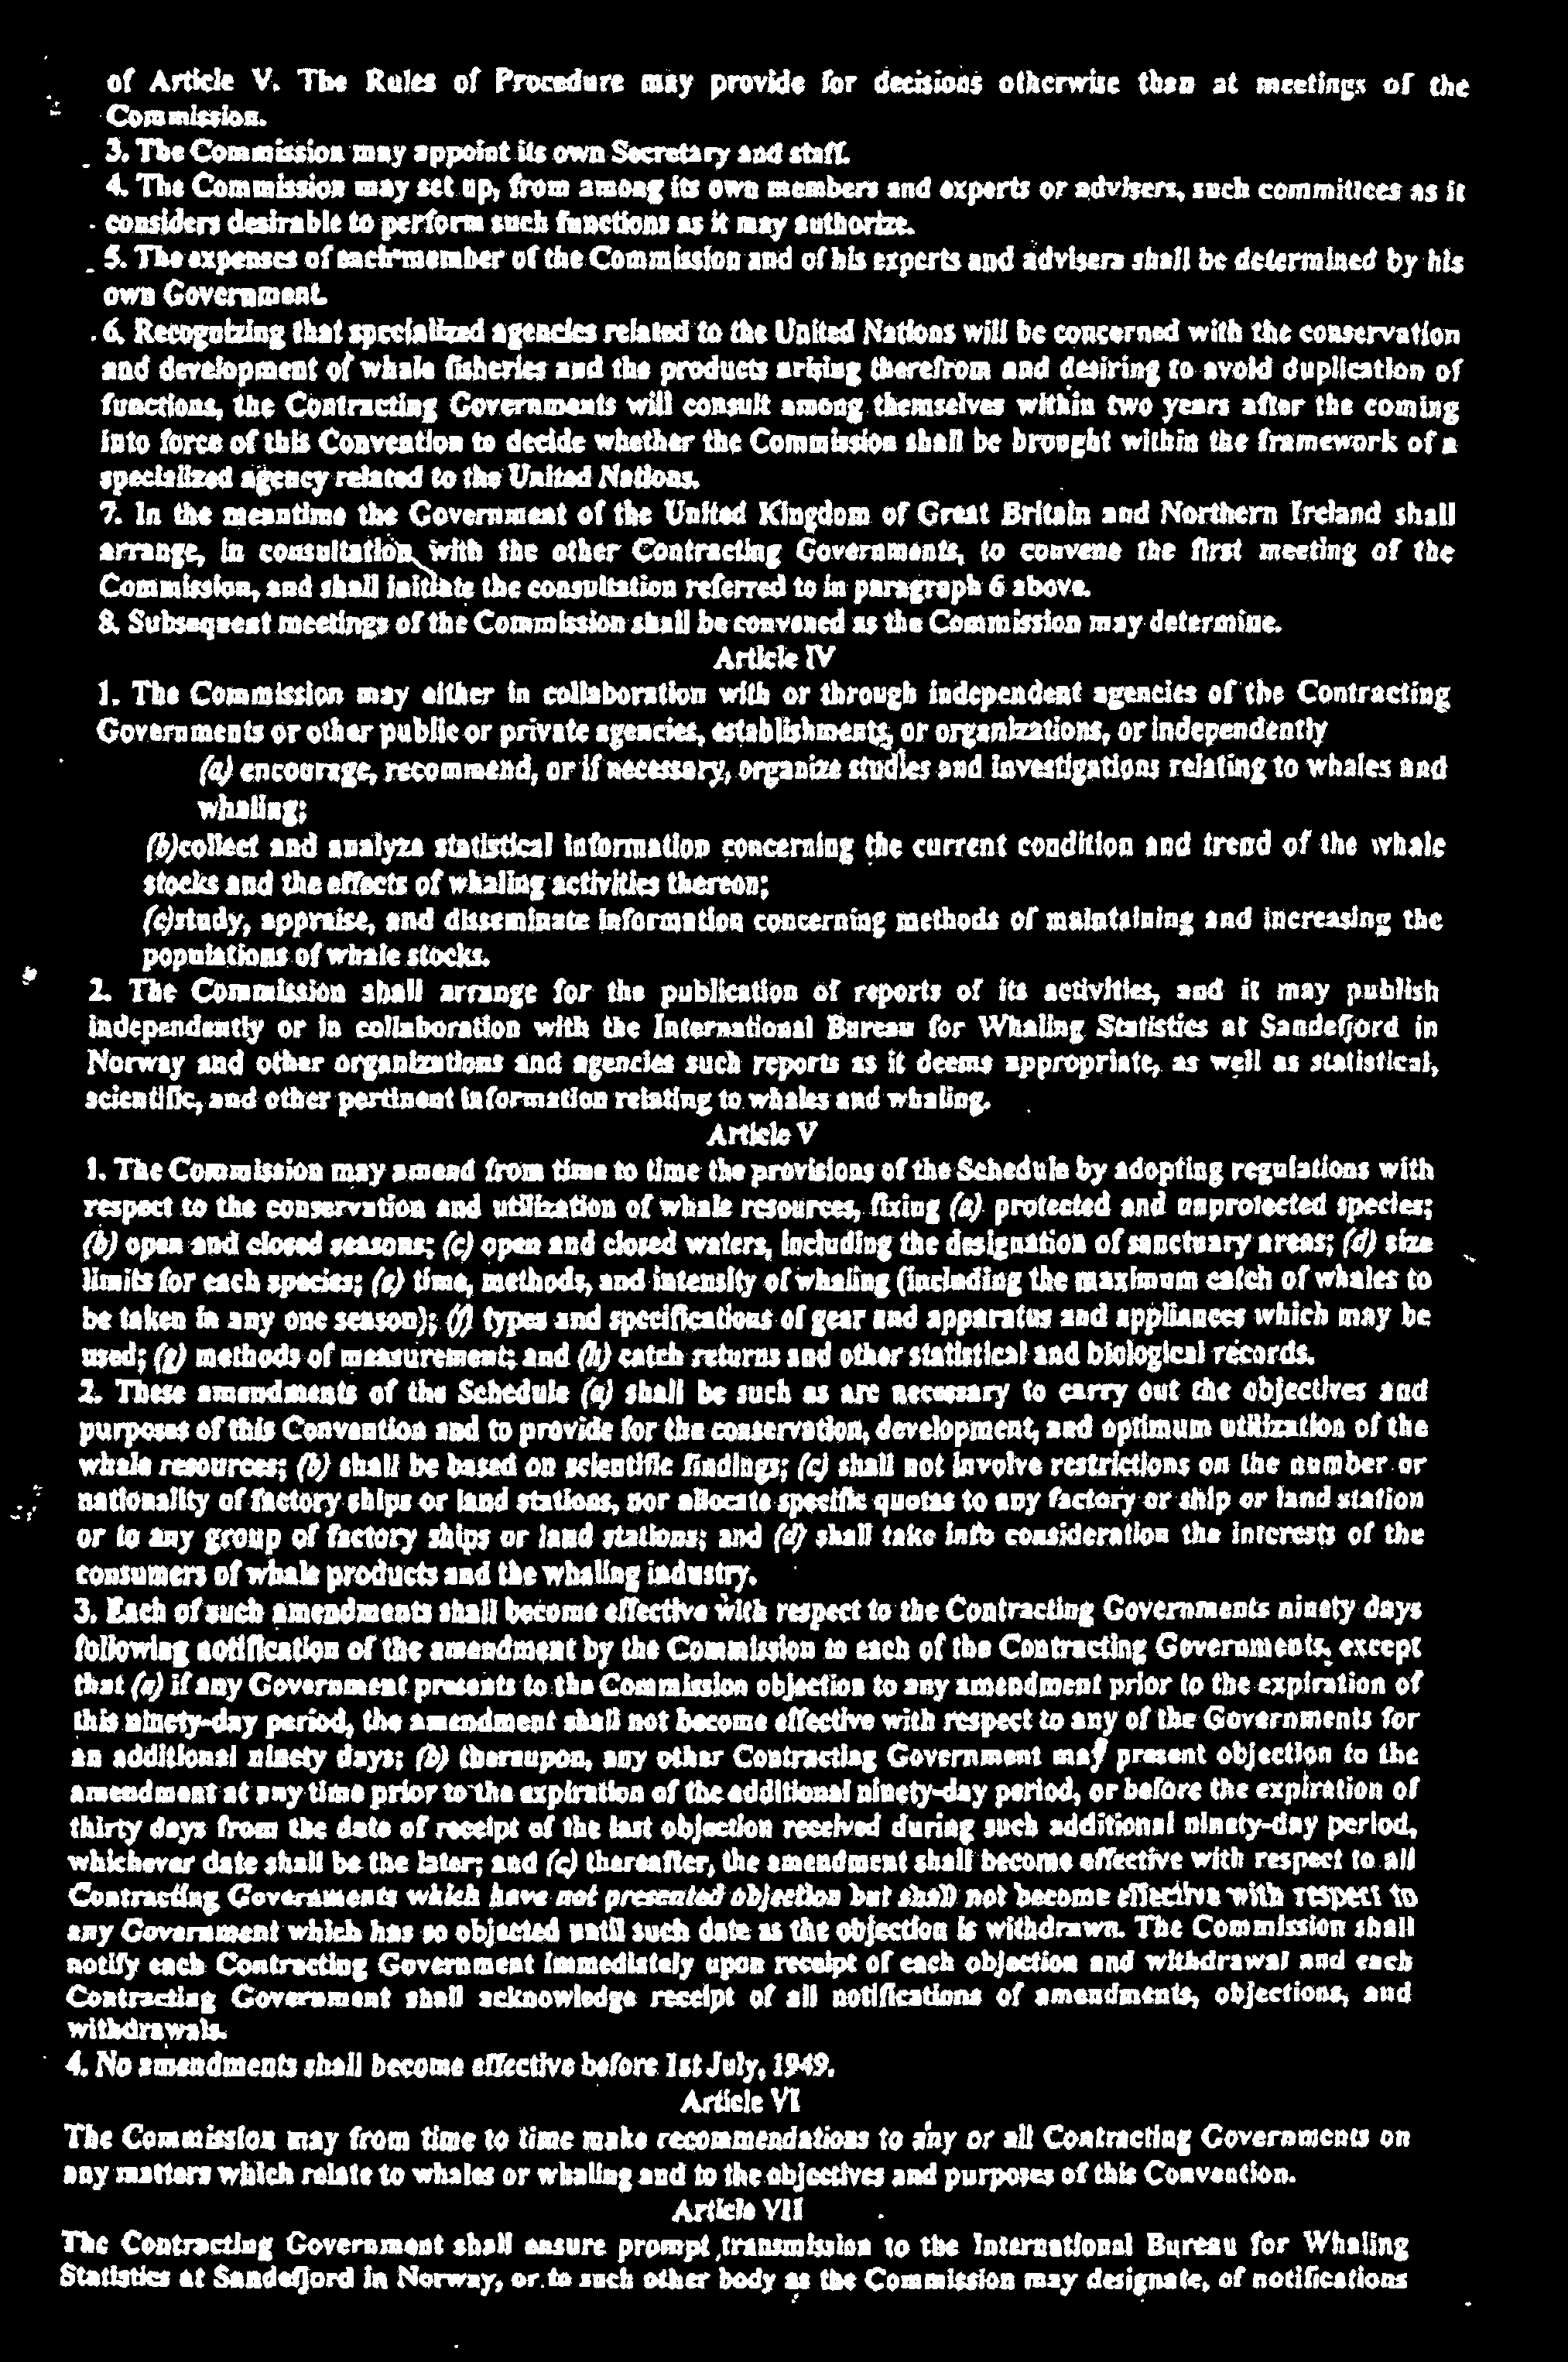 of Article V. The Rules of Procedure may provide for decisions otherwise than at meetings of the
Commission.
3. The Commission may appoint its own Secretary and staff.
4. The Commission may set up, from among its own members and experts or advisers, such committees as it
considers desirable to perform such functions as it may authorize.
5. The expenses of each member of the Commission and of his experts and advisers shall be determined by his
own Government.
6. Recognizing that specialized agencies related to the United Nations will be concerned with the conservation
and development of whale fisheries and the products arising therefrom and desiring to avoid duplication of
functions, the Contracting Governments will consult among themselves within two years after the coming
into force of this Convention to decide whether the Commission shall be brought within the framework of a
specialized agency related to the United Nations.
7. In the meantime the Government of the United Kingdom of Great Britain and Northern Ireland shall
arrange, in consultation with the other Contracting Governments, to convene the first meeting of the
Commission, and shall initiate the consultation referred to in paragraph 6 above.
8. Subsequent meetings of the Commission shall be convened as the Commission may determine.
Article IV
1. The Commission may either in collaboration with or through independent agencies of the Contracting
Governments or other public or private agencies, establishments, or organizations, or independently
(a) encourage, recommend, or if necessary, organize studies and investigations relating to whales and
whaling;
(b)collect and analyze statistical information concerning the current condition and trend of the whale
stocks and the effects of whaling activities thereon;
(c)study, appraise, and disseminate information concerning methods of maintaining and increasing the
populations of whale stocks.
2. The Commission shall arrange for the publication of reports of its activities, and it may publish
independently or in collaboration with the International Bureau for Whaling Statistics at Sandefjord in
Norway and other organizations and agencies such reports as it deems appropriate, as well as statistical,
scientific, and other pertinent information relating to whales and whaling.
Article V
1. The Commission may amend from time to time the provisions of the Schedule by adopting regulations with
respect to the conservation and utilization of whale resources, fixing (a) protected and unprotected species;
(b) open and closed seasons; (c) open and closed waters, including the designation of sanctuary areas; (d) size
limits for each species; (e) time, methods, and intensity of whaling (including the maximum catch of whales to
be taken in any one season); (f) types and specifications of gear and apparatus and appliances which may be
used; (g) methods of measurement; and (h) catch returns and other statistical and biological records.
2. These amendments of the Schedule (a) shall be such as are necessary to carry out the objectives and
purposes of this Convention and to provide for the conservation, development, and optimum utilization of the
whale resources; (b) shall be based on scientific findings; (c) shall not involve restrictions on the number or
nationality of factory ships or land stations, nor allocate specific quotas to any factory or ship or land station
or to any group of factory ships or land stations; and (d) shall take into consideration the interests of the
consumers of whale products and the whaling industry.
3. Each of such amendments shall become effective with respect to the Contracting Governments ninety days
following notification of the amendment by the Commission to each of the Contracting Governments, except
that (a) if any Government presents to the Commission objection to any amendment prior to the expiration of
this ninety-day period, the amendment shall not become effective with respect to any of the Governments for
an additional ninety days; (b) thereupon, any other Contracting Government may present objection to the
amendment at any time prior to the expiration of the additional ninety-day period, or before the expiration of
thirty days from the date of receipt of the last objection received during such additional ninety-day period,
whichever date shall be the later; and (c) thereafter, the amendment shall become effective with respect to all
Contracting Governments which have not presented objection but shall not become effective with respect to
any Government which has so objected until such date as the objection is withdrawn. The Commission shall
notify each Contracting Government immediately upon receipt of each objection and withdrawal and each
Contracting Government shall acknowledge receipt of all notifications of amendments, objections, and
withdrawals.
4. No amendments shall become effective before 1st July, 1949.
Article VI
The Commission may from time to time make recommendations to any or all Contracting Governments on
any matters which relate to whales or whaling and to the objectives and purposes of this Convention.
Article VII
The Contracting Government shall ensure prompt transmission to the International Bureau for Whaling
Statistics at Sandefjord in Norway, or to such other body as the Commission may designate, of notifications